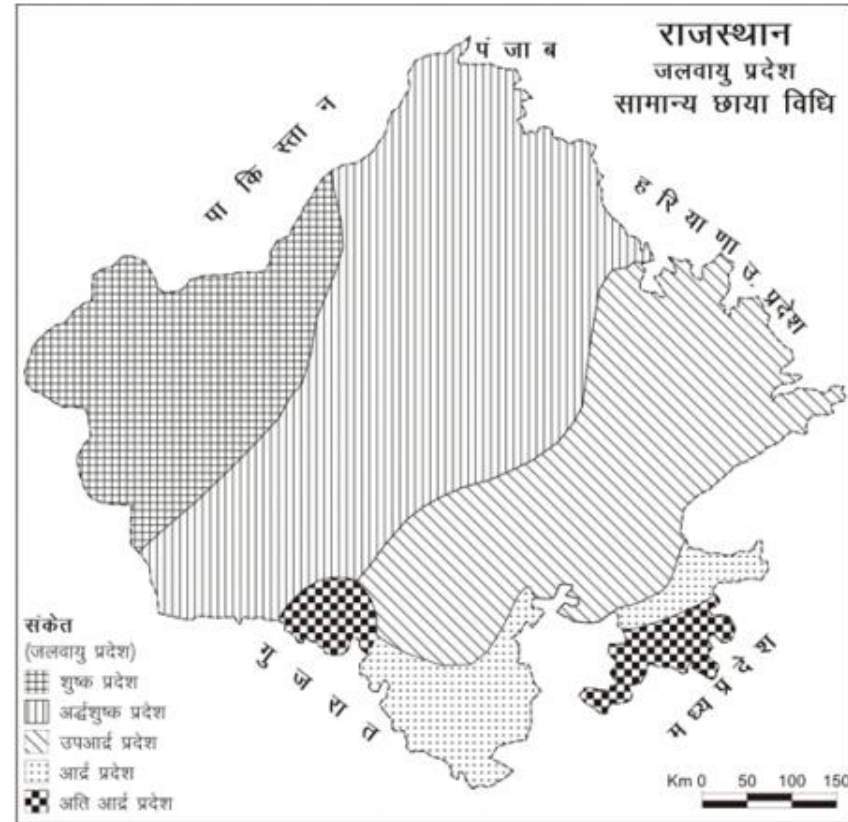 राजस्थान
जलवायु प्रदेश
सामान्य छाया विधि
पं जा ब
पा कि स्ता न
ह रि या णा
उ. प्रदेश
गु ज रा त
म ध्य प्र दे श
संकेत
(जलवायु प्रदेश)
शुष्क प्रदेश
अर्द्धशुष्क प्रदेश
उपआर्द्र प्रदेश
आर्द्र प्रदेश
अति आर्द्र प्रदेश
Km 0 50 100 150